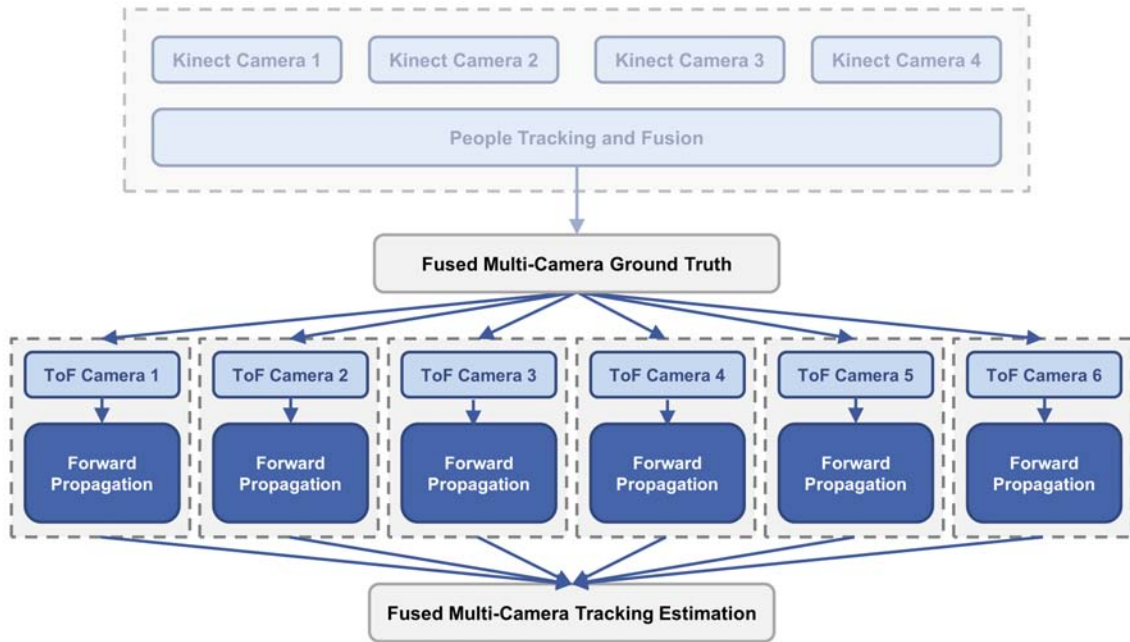 Kinect Camera 1
Kinect Camera 2
Kinect Camera 3
Kinect Camera 4
People Tracking and Fusion
Fused Multi-Camera Ground Truth
ToF Camera 1
ToF Camera 2
ToF Camera 3
ToF Camera 4
ToF Camera 5
ToF Camera 6
Forward
Propagation
Forward
Propagation
Forward
Propagation
Forward
Propagation
Forward
Propagation
Forward
Propagation
Fused Multi-Camera Tracking Estimation